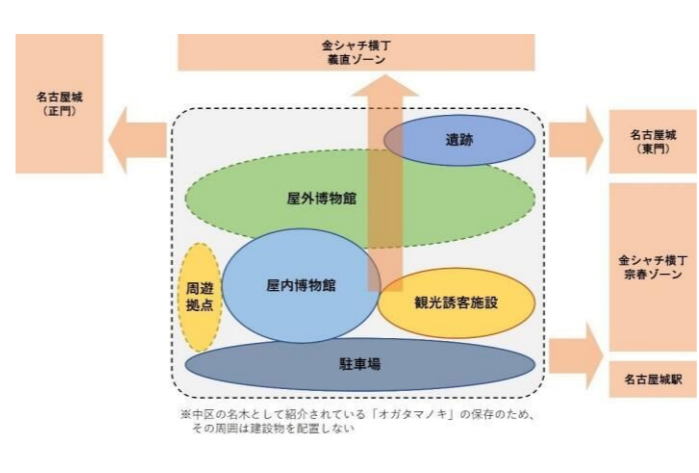 金シャチ横丁
義直ゾーン
名古屋城
(正門)
遺跡
名古屋城
(東門)
屋外博物館
金シャチ横丁
宗春ゾーン
周遊
拠点
屋内博物館
観光誘客施設
駐車場
名古屋城駅
※中区の名木として紹介されている「オガタマノキ」の保存のため、
その周囲は建設物を配置しない